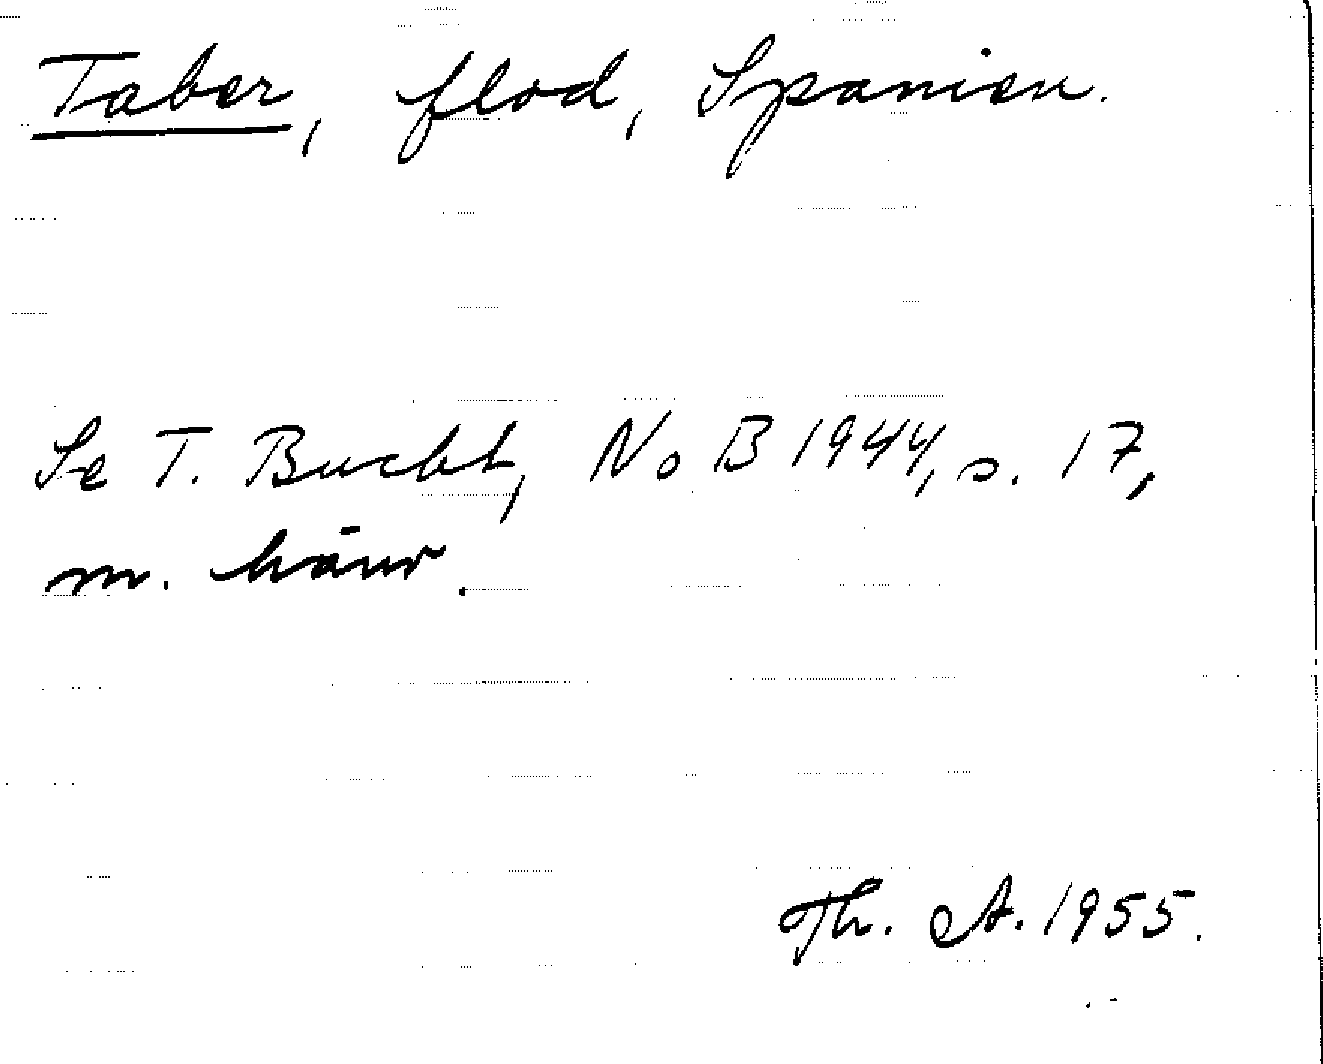 Taber, flod, Spanien.
Se T. Bucht, NoB 1944, s. 17,
m. hänv.
Th. A. 1955.